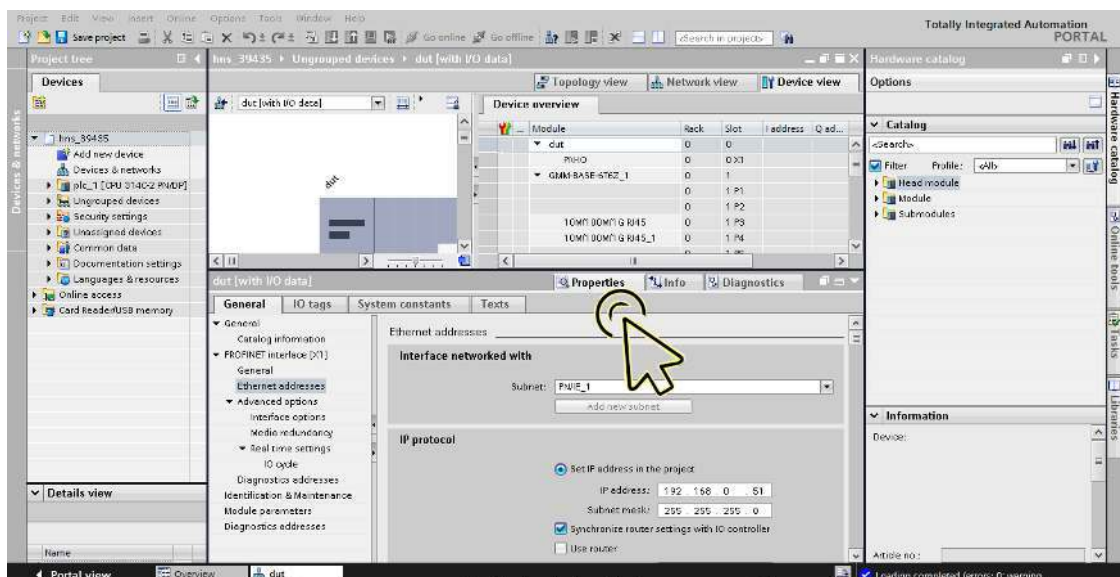 Project Edit View Insert Online Options Tools Window Help
Totally Integrated Automation
PORTAL
Save project
Go online
Go offline
<Search in project>
Project tree
hns_39435 ▸ Ungrouped devices ▸ dut [with I/O data]
Hardware catalog
Devices
Topology view
Network view
Device view
Options
dut [with I/O data]
Device overview
Module Rack Slot I address Q ad...
dut 0 0
PN-IO 0 0 X1
GMM-BASE-6T6Z_1 0 1
0 1 P1
0 1 P2
10M/100M/1G RJ45 0 1 P3
10M/100M/1G RJ45_1 0 1 P4
dut
hns_39435
Add new device
Devices & networks
plc_1 [CPU 314C-2 PN/DP]
Ungrouped devices
Security settings
Unassigned devices
Common data
Documentation settings
Languages & resources
Online access
Card Reader/USB memory
Devices & networks
dut [with I/O data]
Properties
Info
Diagnostics
General
IO tags
System constants
Texts
General
Catalog information
PROFINET interface [X1]
General
Ethernet addresses
Advanced options
Interface options
Media redundancy
Real time settings
IO cycle
Diagnostics addresses
Identification & Maintenance
Module parameters
Diagnostics addresses
Ethernet addresses
Interface networked with
Subnet: PN/IE_1
Add new subnet
IP protocol
Set IP address in the project
IP address: 192 . 168 . 0 . 51
Subnet mask: 255 . 255 . 255 . 0
Synchronize router settings with IO controller
Use router
Catalog
<Search>
Filter Profile: <All>
Head module
Module
Submodules
Information
Device:
Article no.:
Hardware catalog
Online tools
Tasks
Libraries
Details view
Name
Portal view
Overview
dut
Loading completed (errors: 0; warning